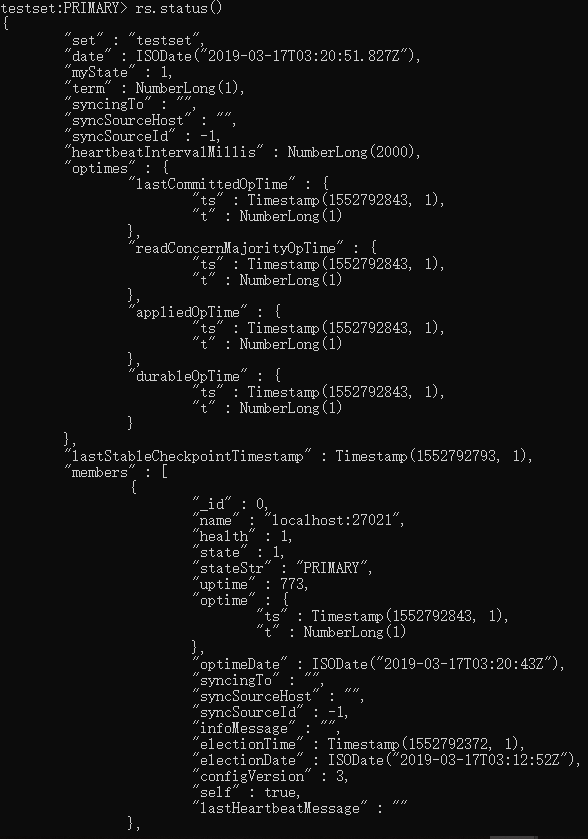 testset:PRIMARY> rs.status()
{
        "set" : "testset",
        "date" : ISODate("2019-03-17T03:20:51.827Z"),
        "myState" : 1,
        "term" : NumberLong(1),
        "syncingTo" : "",
        "syncSourceHost" : "",
        "syncSourceId" : -1,
        "heartbeatIntervalMillis" : NumberLong(2000),
        "optimes" : {
                "lastCommittedOpTime" : {
                        "ts" : Timestamp(1552792843, 1),
                        "t" : NumberLong(1)
                },
                "readConcernMajorityOpTime" : {
                        "ts" : Timestamp(1552792843, 1),
                        "t" : NumberLong(1)
                },
                "appliedOpTime" : {
                        "ts" : Timestamp(1552792843, 1),
                        "t" : NumberLong(1)
                },
                "durableOpTime" : {
                        "ts" : Timestamp(1552792843, 1),
                        "t" : NumberLong(1)
                }
        },
        "lastStableCheckpointTimestamp" : Timestamp(1552792793, 1),
        "members" : [
                {
                        "_id" : 0,
                        "name" : "localhost:27021",
                        "health" : 1,
                        "state" : 1,
                        "stateStr" : "PRIMARY",
                        "uptime" : 773,
                        "optime" : {
                                "ts" : Timestamp(1552792843, 1),
                                "t" : NumberLong(1)
                        },
                        "optimeDate" : ISODate("2019-03-17T03:20:43Z"),
                        "syncingTo" : "",
                        "syncSourceHost" : "",
                        "syncSourceId" : -1,
                        "infoMessage" : "",
                        "electionTime" : Timestamp(1552792372, 1),
                        "electionDate" : ISODate("2019-03-17T03:12:52Z"),
                        "configVersion" : 3,
                        "self" : true,
                        "lastHeartbeatMessage" : ""
                },